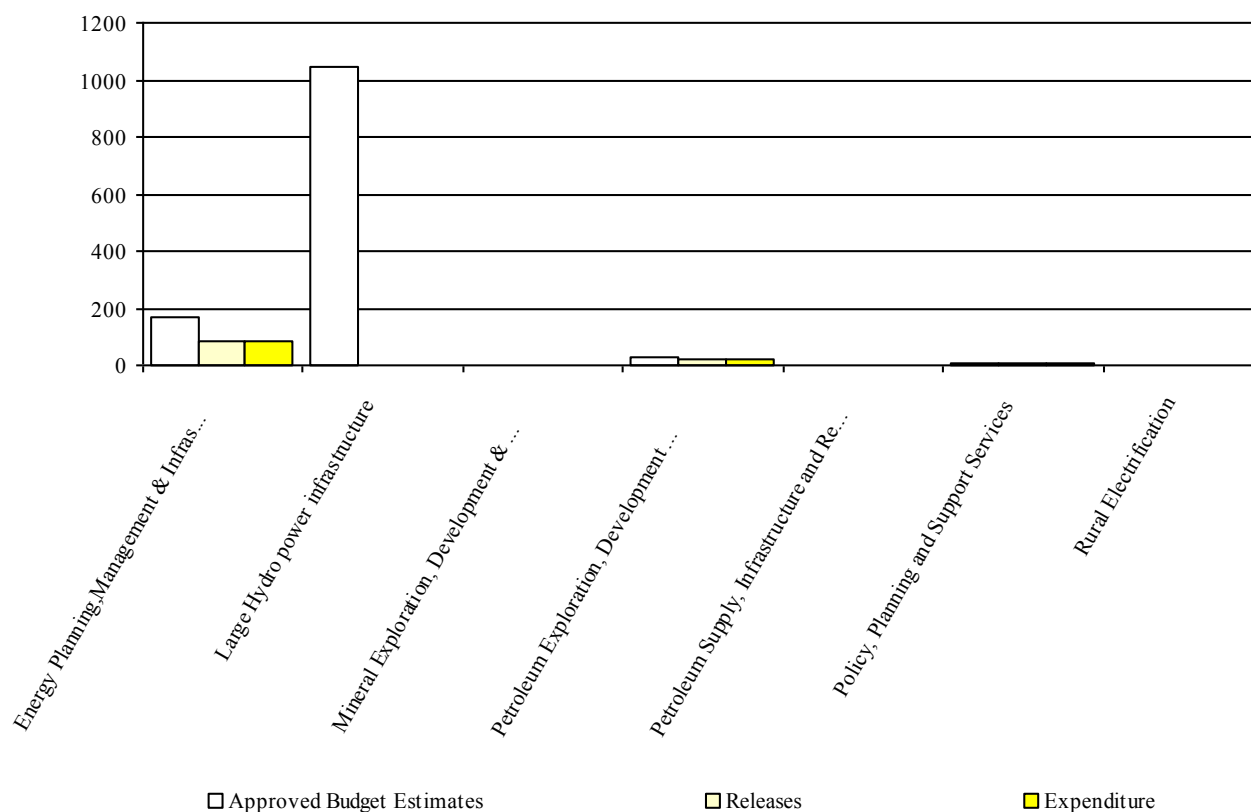 1200
1000
800
600
400
200
0
Energy Planning,Management & Infras...
Large Hydro power infrastructure
Mineral Exploration, Development & ...
Petroleum Exploration, Development ...
Petroleum Supply, Infrastructure and Re...
Policy, Planning and Support Services
Rural Electrification
Approved Budget Estimates Releases Expenditure